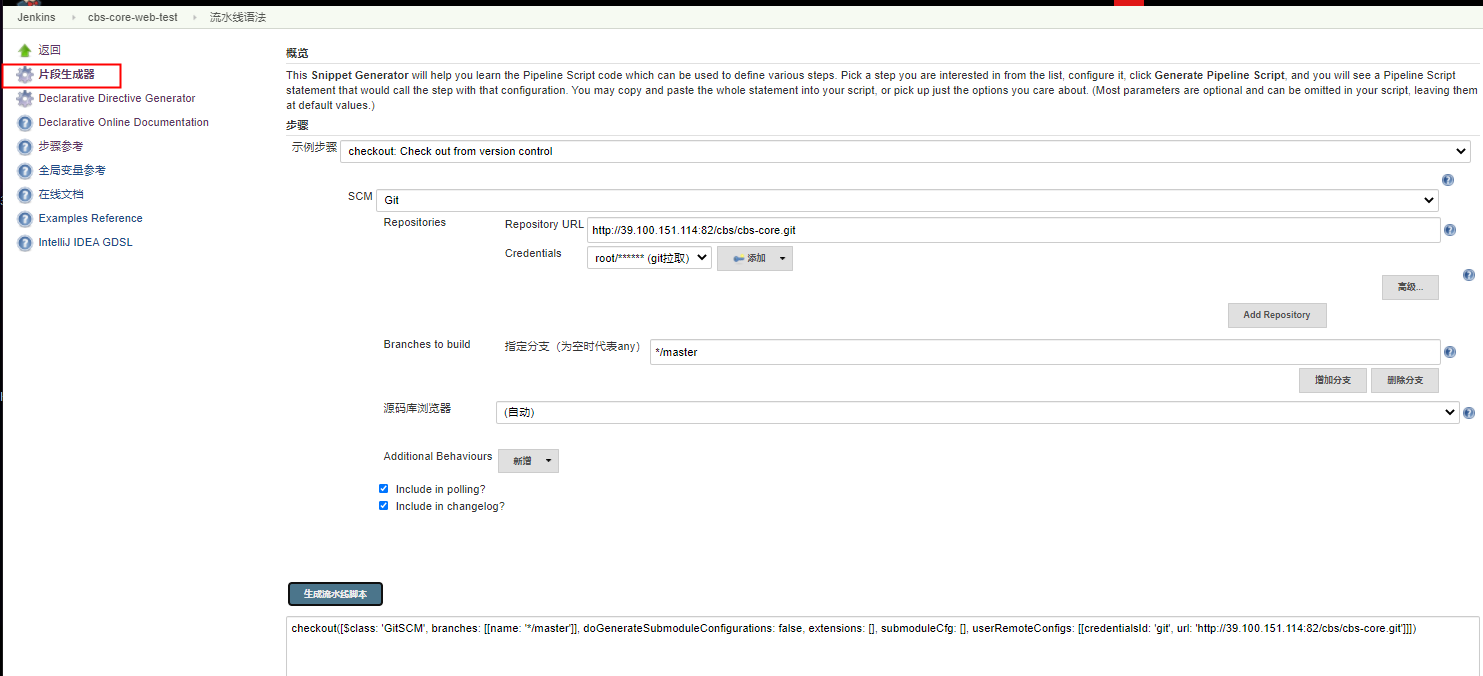 Jenkins
cbs-core-web-test
流水线语法
返回
片段生成器
Declarative Directive Generator
Declarative Online Documentation
步骤参考
全局变量参考
在线文档
Examples Reference
IntelliJ IDEA GDSL
概览
This Snippet Generator will help you learn the Pipeline Script code which can be used to define various steps. Pick a step you are interested in from the list, configure it, click Generate Pipeline Script, and you will see a Pipeline Script
statement that would call the step with that configuration. You may copy and paste the whole statement into your script, or pick up just the options you care about. (Most parameters are optional and can be omitted in your script, leaving them
at default values.)
步骤
示例步骤 checkout: Check out from version control
SCM Git
Repositories Repository URL http://39.100.151.114:82/cbs/cbs-core.git
Credentials root/****** (git拉取) 添加
高级...
Add Repository
Branches to build 指定分支（为空时代表any） */master
增加分支 删除分支
源码库浏览器 (自动)
Additional Behaviours 新增
Include in polling?
Include in changelog?
生成流水线脚本
checkout([$class: 'GitSCM', branches: [[name: '*/master']], doGenerateSubmoduleConfigurations: false, extensions: [], submoduleCfg: [], userRemoteConfigs: [[credentialsId: 'git', url: 'http://39.100.151.114:82/cbs/cbs-core.git']]])